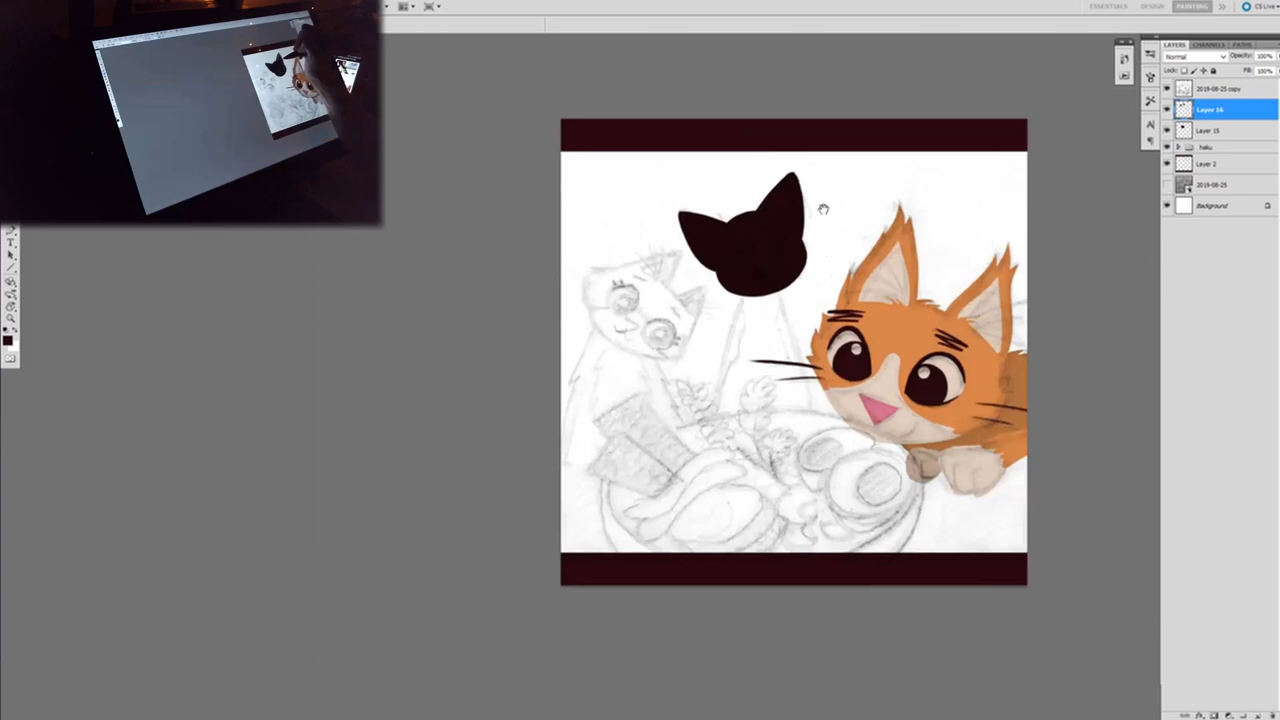 ESSENTIALS DESIGN PAINTING CS Live
LAYERS CHANNELS PATHS
Normal Opacity: 100%
Lock: Fill: 100%
2019-08-25 copy
Layer 16
Layer 15
haku
Layer 2
2019-08-25
Background